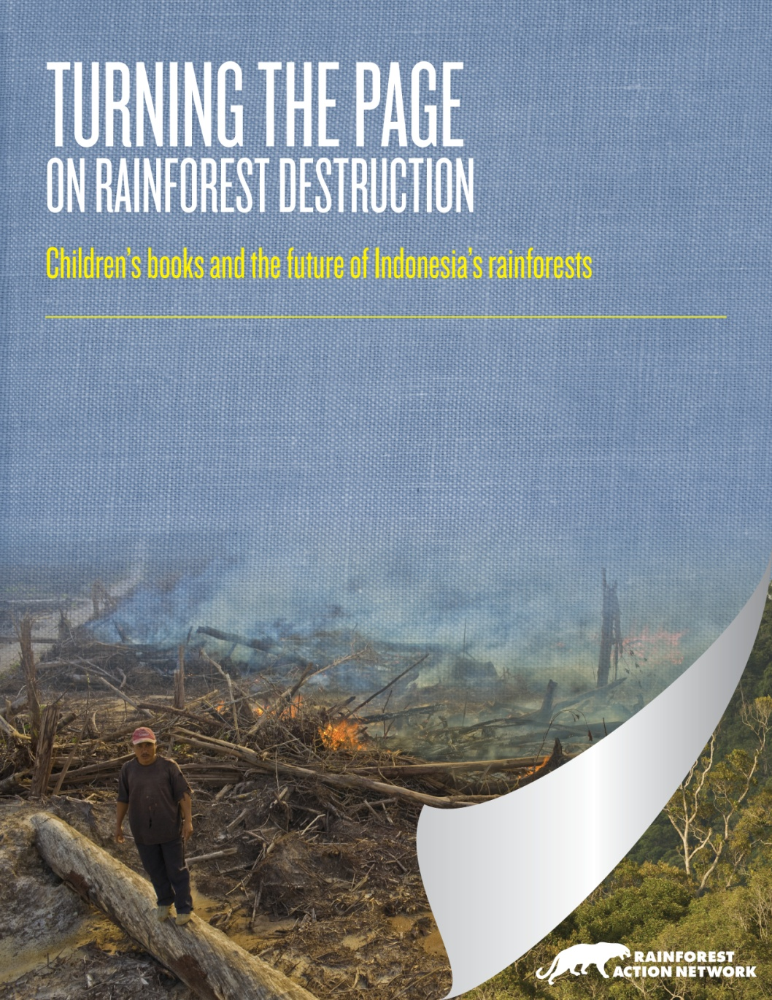 TURNING THE PAGE
ON RAINFOREST DESTRUCTION
Children's books and the future of Indonesia's rainforests
RAINFOREST
ACTION NETWORK